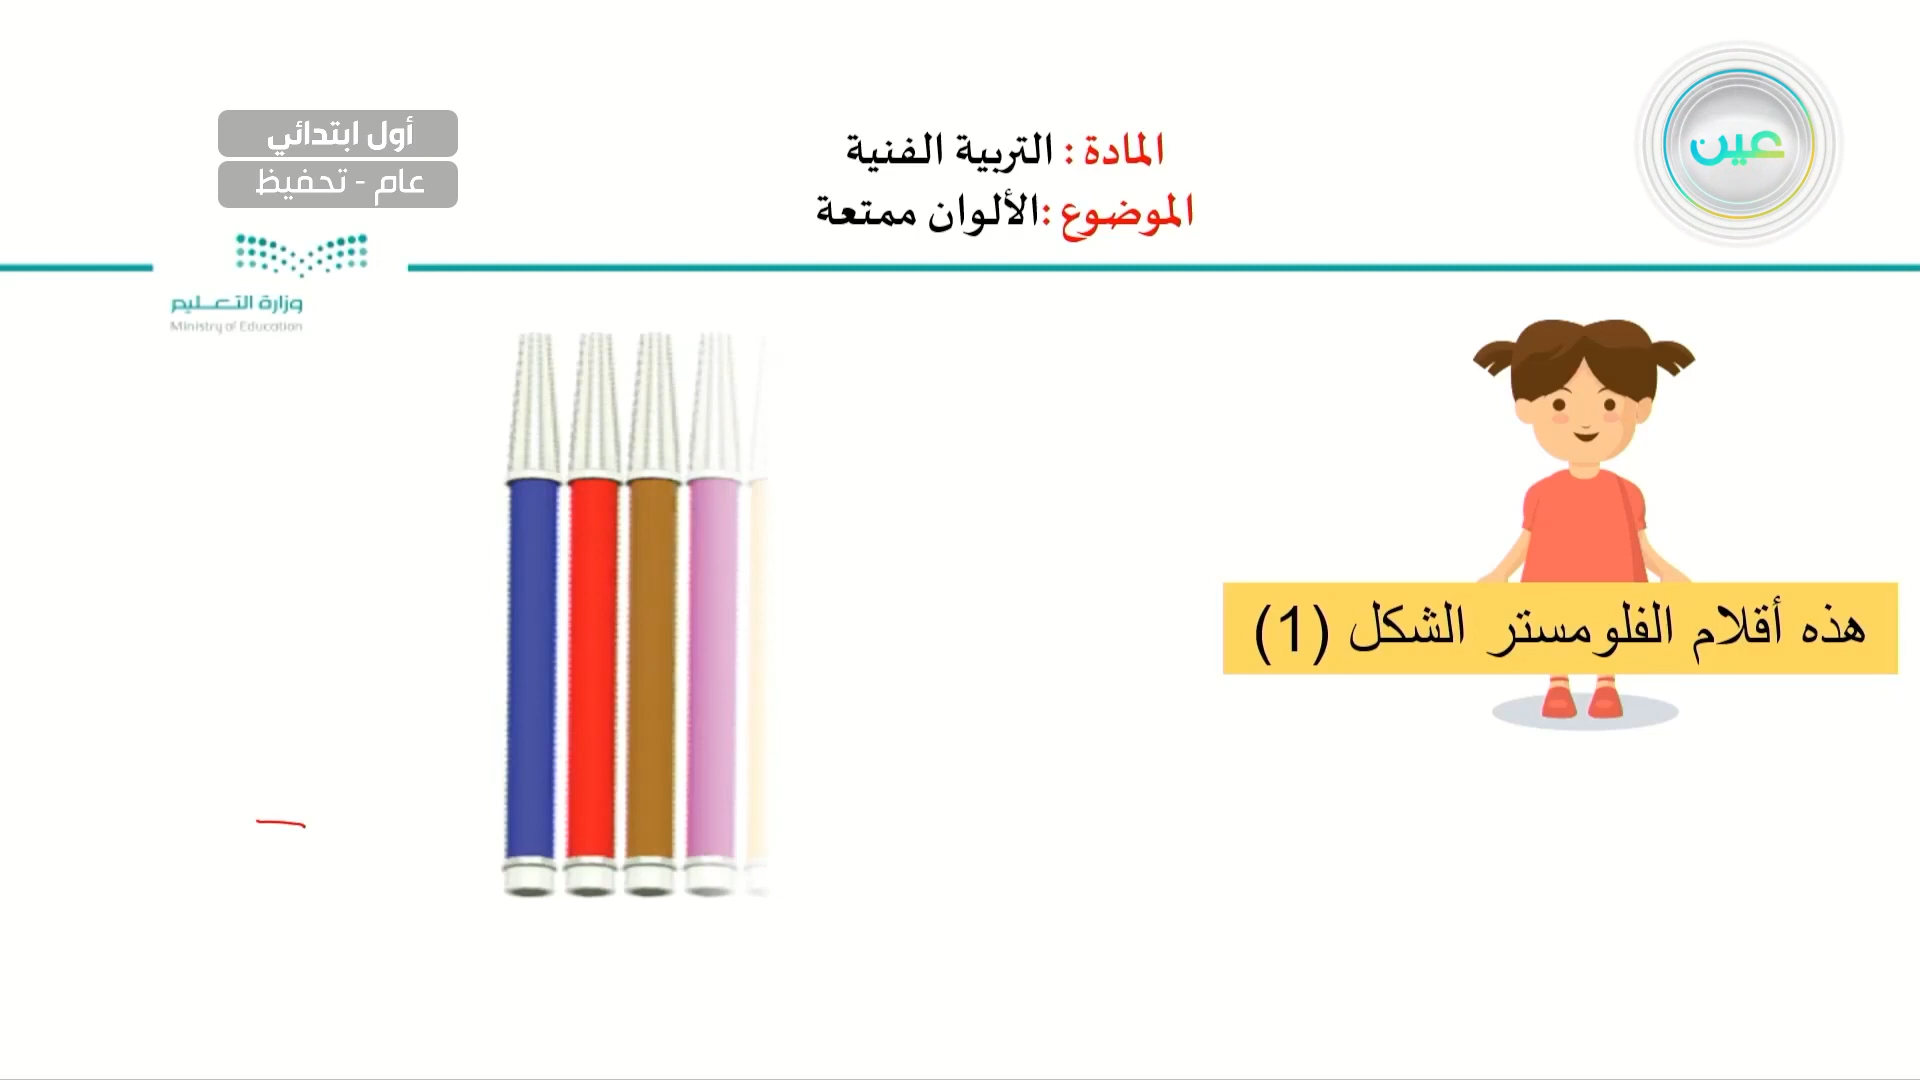 عين
المادة : التربية الفنية
الموضوع :الألوان ممتعة
أول ابتدائي
عام - تحفيظ
وزارة التعـــليم
Ministry of Education
هذه أقلام الفلومستر الشكل (1)